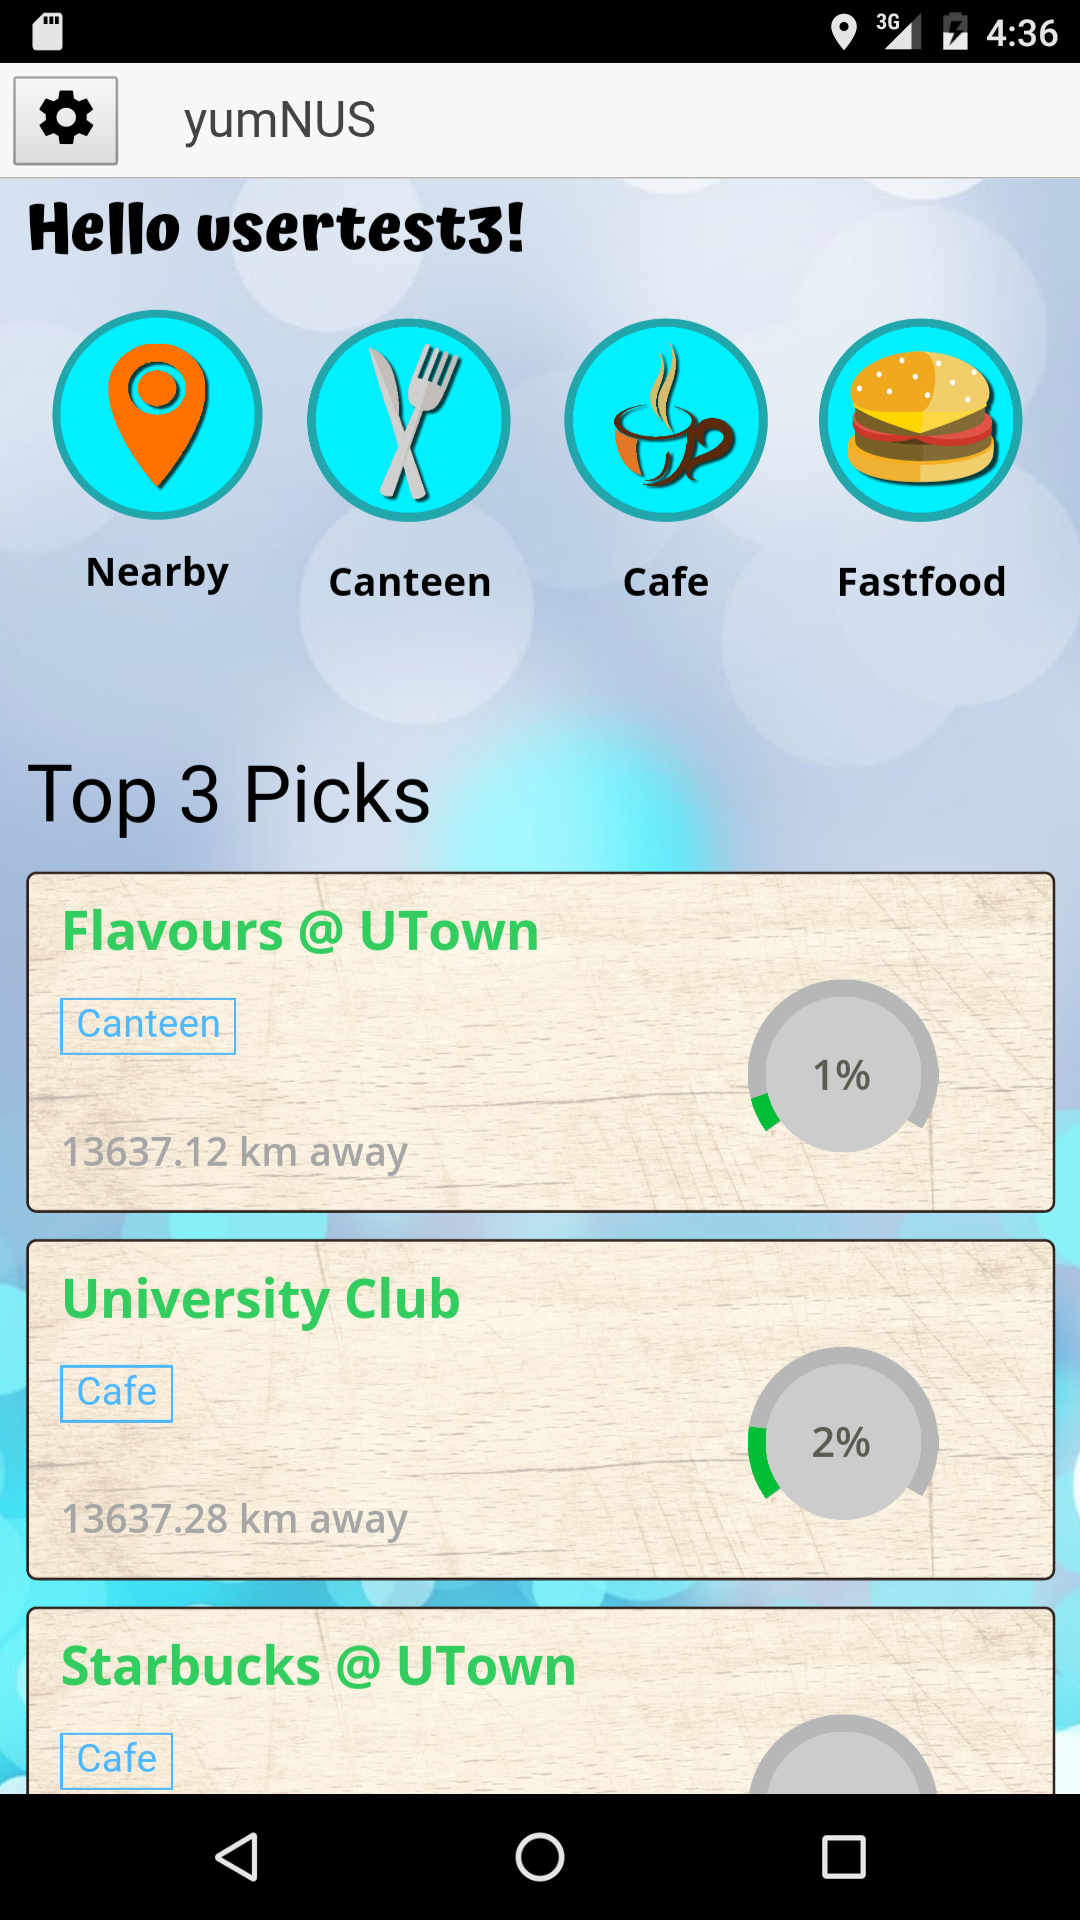 3G 4:36
yumNUS
Hello usertest3!
Nearby
Canteen
Cafe
Fastfood
Top 3 Picks
Flavours @ UTown
Canteen
1%
13637.12 km away
University Club
Cafe
2%
13637.28 km away
Starbucks @ UTown
Cafe